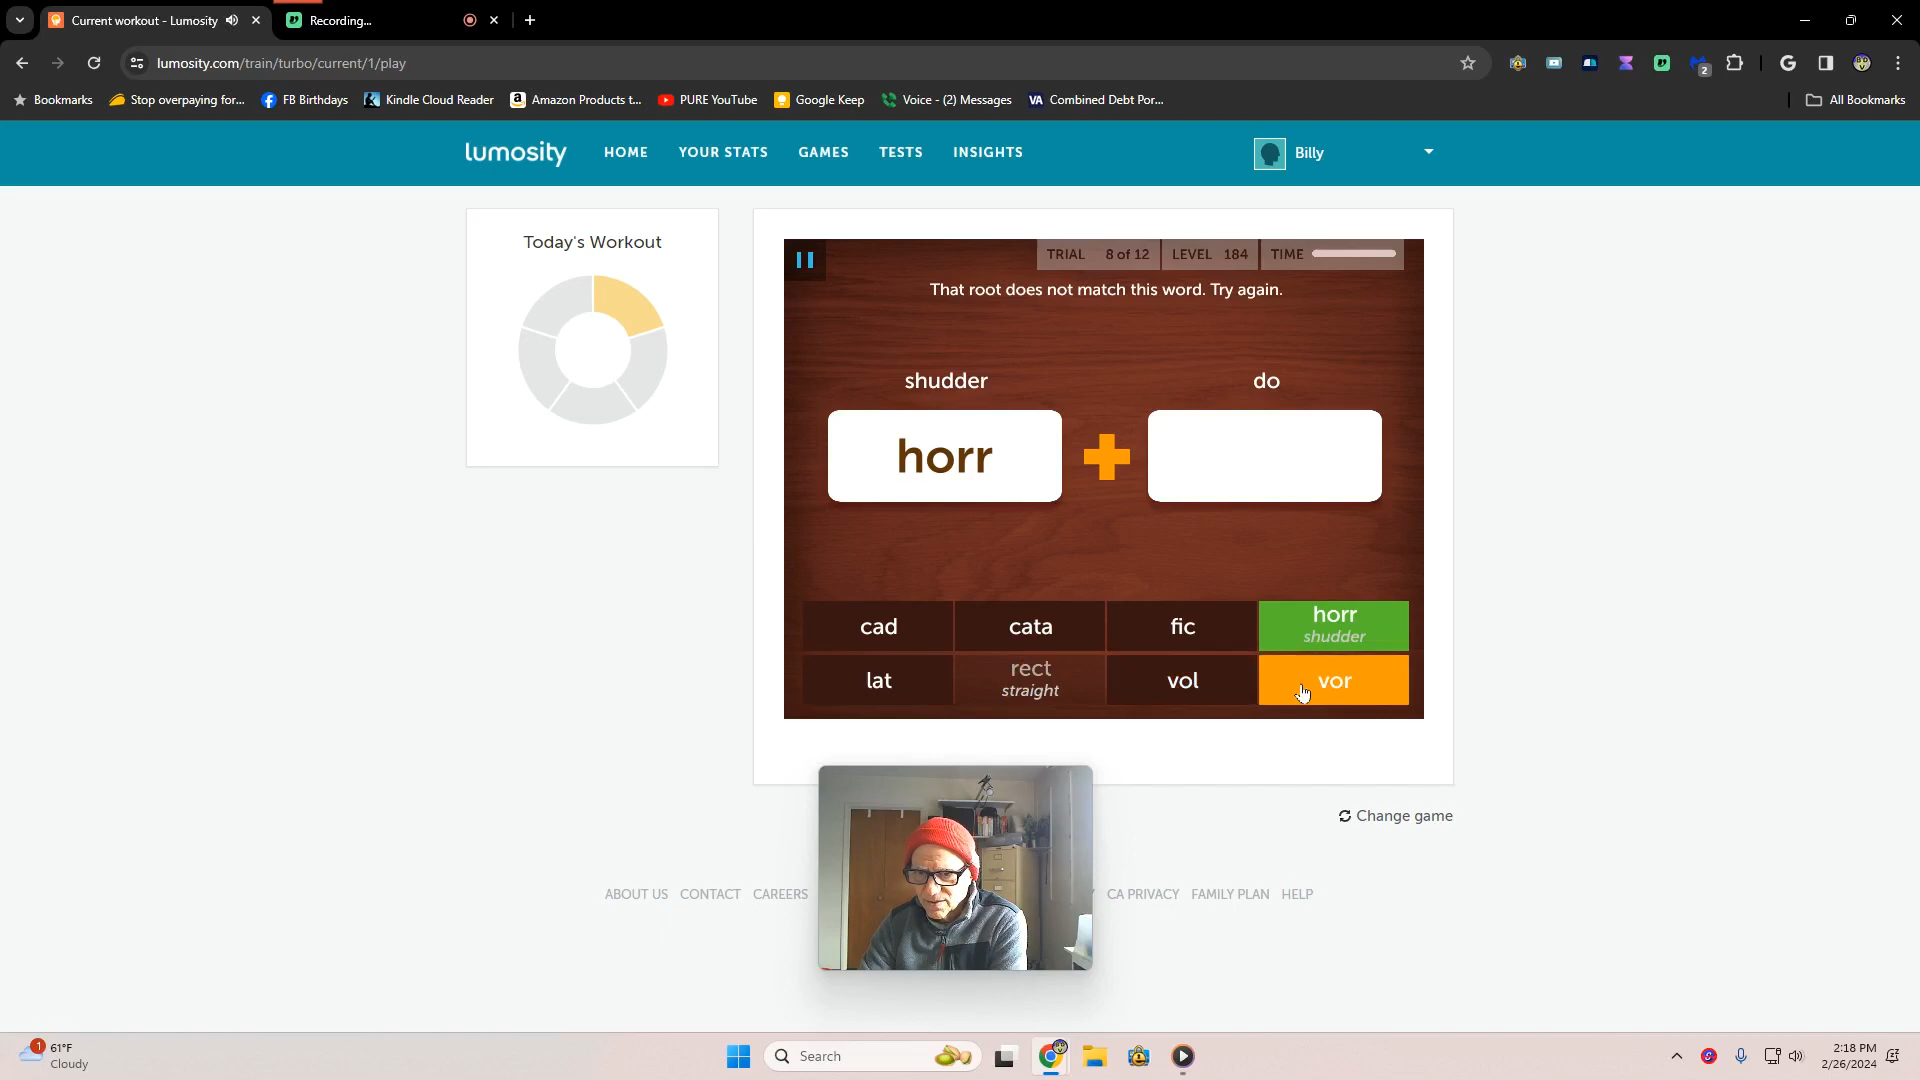 Current workout - Lumosity
Recording...
lumosity.com/train/turbo/current/1/play
2
Bookmarks
Stop overpaying for...
FB Birthdays
Kindle Cloud Reader
Amazon Products t...
PURE YouTube
Google Keep
Voice - (2) Messages
VA Combined Debt Por...
All Bookmarks
lumosity
HOME
YOUR STATS
GAMES
TESTS
INSIGHTS
Billy
Today's Workout
TRIAL 8 of 12
LEVEL 184
TIME
That root does not match this word. Try again.
shudder
do
horr
cad
cata
fic
horr
shudder
lat
rect
straight
vol
vor
Change game
ABOUT US
CONTACT
CAREERS
CA PRIVACY
FAMILY PLAN
HELP
1
61°F
Cloudy
Search
2:18 PM
2/26/2024